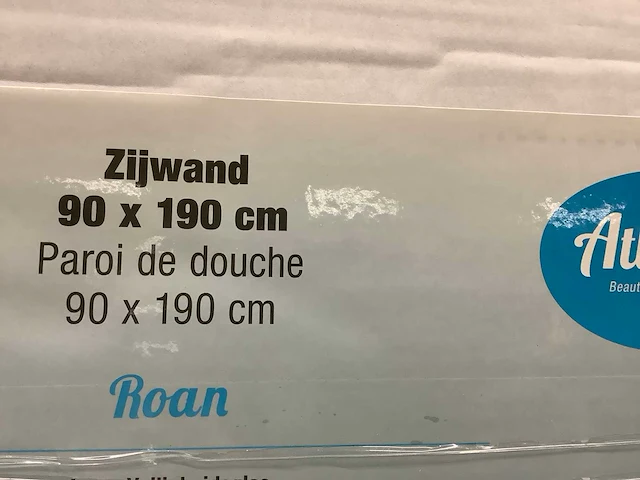 Zijwand
90 x 190 cm
Paroi de douche
90 x 190 cm
Roan